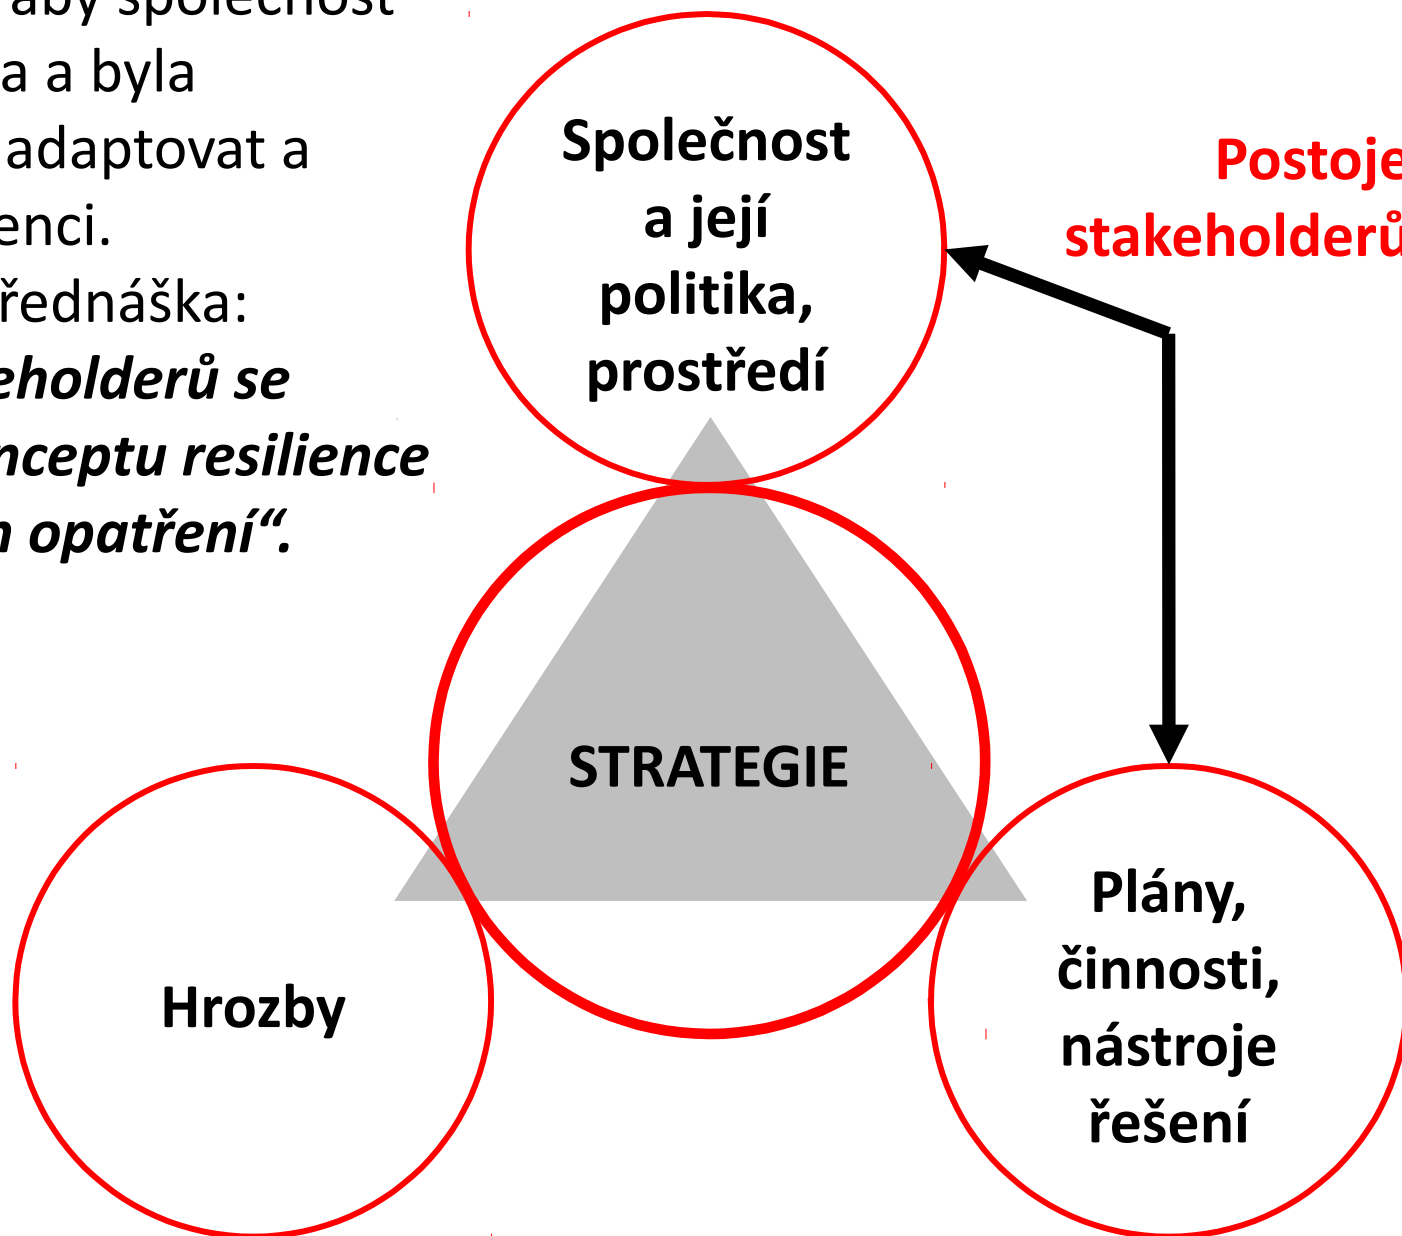 aby společnost
a a byla
adaptovat a
enci.
řednáška:
eholderů se
nceptu resilience
opatření“.
Společnost
a její
politika,
prostředí
Postoje
stakeholderů
STRATEGIE
Hrozby
Plány,
činnosti,
nástroje
řešení